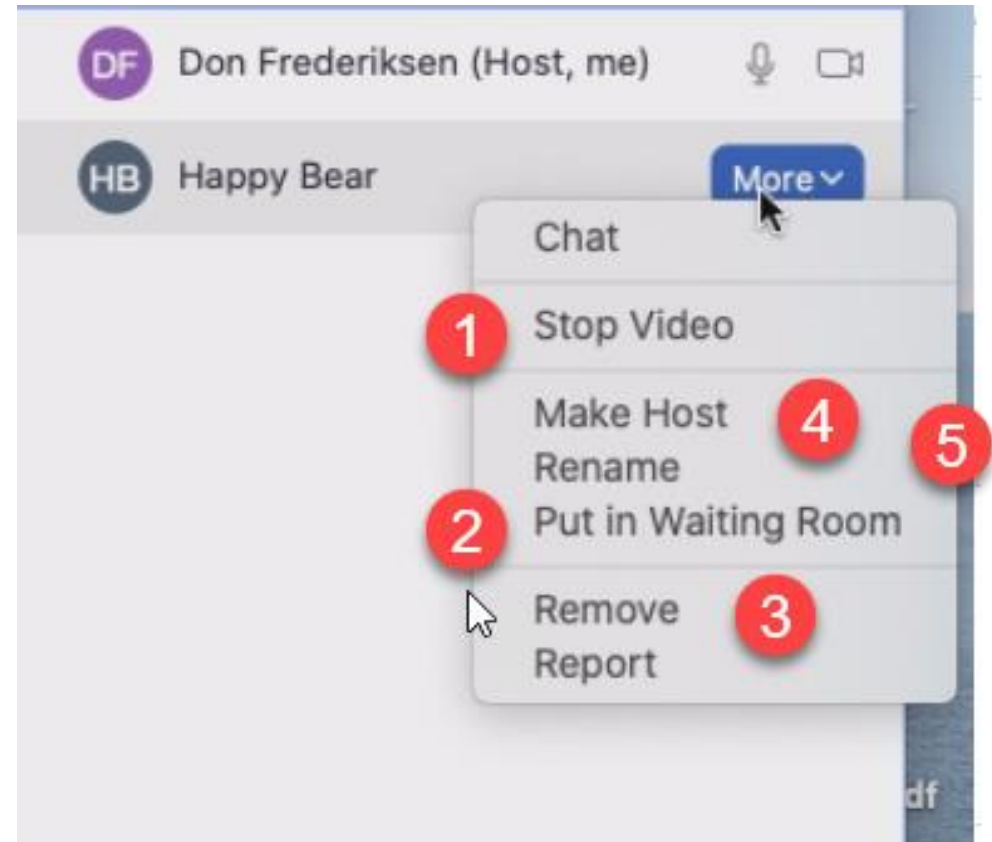 DF Don Frederiksen (Host, me)
HB Happy Bear More
Chat
1 Stop Video
Make Host 4
5
Rename
2 Put in Waiting Room
Remove 3
Report
df